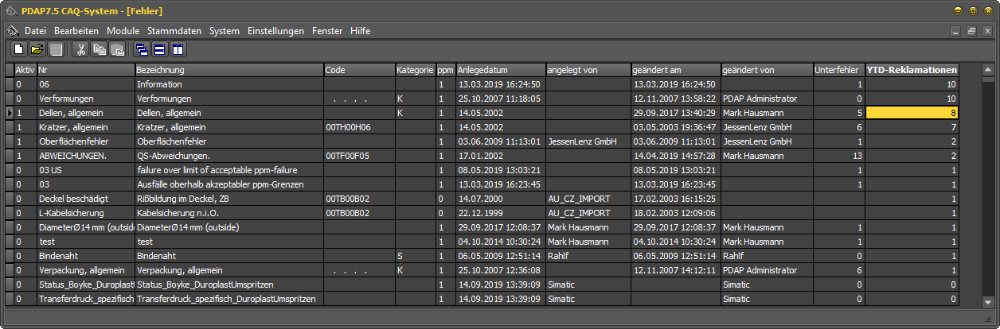 PDAP7.5 CAQ-System - [Fehler]
Datei Bearbeiten Module Stammdaten System Einstellungen Fenster Hilfe
Aktiv Nr Bezeichnung Code Kategorie ppm Anlegedatum angelegt von geändert am geändert von Unterfehler YTD-Reklamationen
0 06 Information 1 13.03.2019 16:24:50 13.03.2019 16:24:50 1 10
0 Verformungen Verformungen . . . . K 1 25.10.2007 11:18:05 12.11.2007 13:58:22 PDAP Administrator 0 10
1 Dellen, allgemein Dellen, allgemein K 1 14.05.2002 29.09.2017 13:40:29 Mark Hausmann 5 8
1 Kratzer, allgemein Kratzer, allgemein 00TH00H06 1 14.05.2002 03.05.2003 19:36:47 JessenLenz GmbH 6 7
1 Oberflächenfehler Oberflächenfehler 1 03.06.2009 11:13:01 JessenLenz GmbH 03.06.2009 11:13:01 JessenLenz GmbH 1 2
1 ABWEICHUNGEN. QS-Abweichungen. 00TF00F05 1 17.01.2002 14.04.2019 14:57:28 Mark Hausmann 13 2
0 03 US failure over limit of acceptable ppm-failure 1 08.05.2019 13:03:21 08.05.2019 13:03:21 1 1
0 03 Ausfälle oberhalb akzeptabler ppm-Grenzen 1 13.03.2019 16:23:45 13.03.2019 16:23:45 1 1
0 Deckel beschädigt Rißbildung im Deckel, ZB 00TB00B02 0 14.07.2000 AU_CZ_IMPORT 17.02.2003 16:15:25 1
0 L-Kabelsicherung Kabelsicherung n.i.O. 00TB00B02 0 22.12.1999 AU_CZ_IMPORT 18.02.2003 12:09:06 1
0 DiameterØ14 mm (outside) DiameterØ14 mm (outside) 1 29.09.2017 12:08:37 Mark Hausmann 29.09.2017 12:08:37 Mark Hausmann 1 1
0 test test 1 04.10.2014 10:30:24 Mark Hausmann 04.10.2014 10:30:24 Mark Hausmann 1 1
0 Bindenaht Bindenaht S 1 06.05.2009 12:51:14 Rahlf 06.05.2009 12:51:14 Rahlf 0 1
0 Verpackung, allgemein Verpackung, allgemein . . . . K 1 25.10.2007 12:36:08 12.11.2007 14:12:11 PDAP Administrator 6 1
0 Status_Boyke_Duroplast Status_Boyke_DuroplastUmspritzen 1 14.09.2019 13:39:09 Simatic Simatic 0 1
0 Transferdruck_spezifisch Transferdruck_spezifisch_DuroplastUmspritzen 1 14.09.2019 13:39:09 Simatic Simatic 0 1